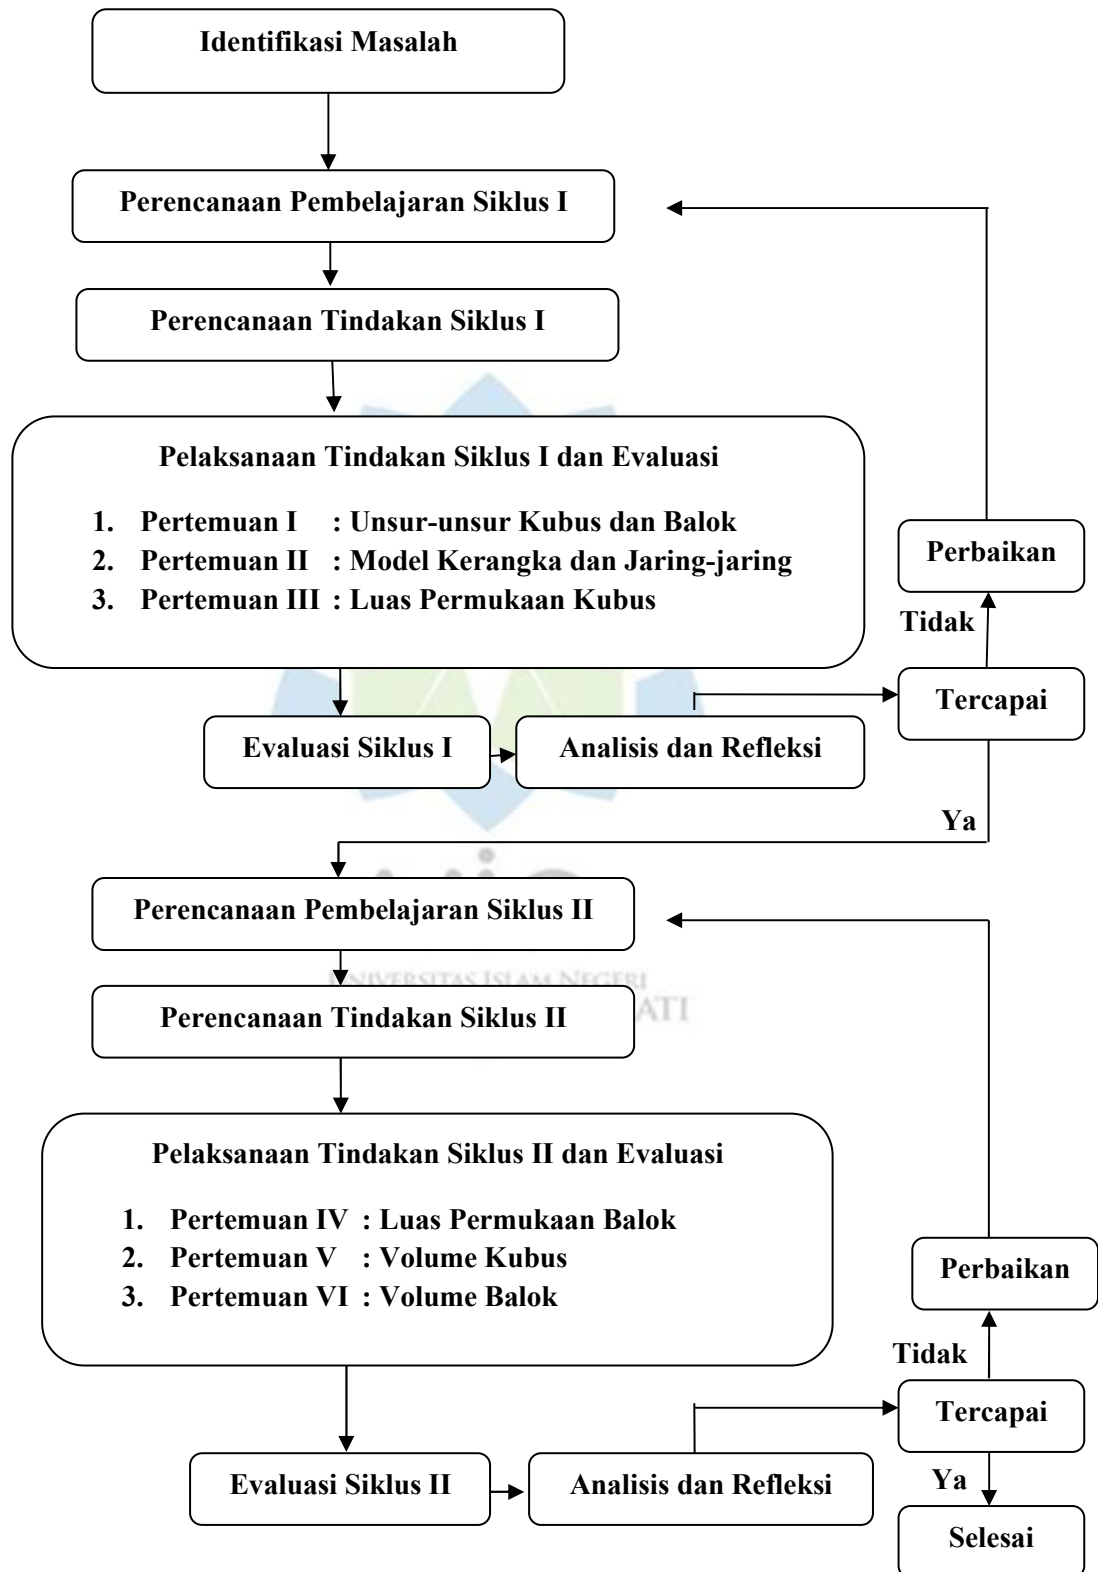 Identifikasi Masalah
Perencanaan Pembelajaran Siklus I
Perencanaan Tindakan Siklus I
Pelaksanaan Tindakan Siklus I dan Evaluasi
1. Pertemuan I : Unsur-unsur Kubus dan Balok
2. Pertemuan II : Model Kerangka dan Jaring-jaring
3. Pertemuan III : Luas Permukaan Kubus
Perbaikan
Tidak
Tercapai
Evaluasi Siklus I
Analisis dan Refleksi
Ya
Perencanaan Pembelajaran Siklus II
UNIVERSITAS ISLAM NEGERI
Perencanaan Tindakan Siklus II
Pelaksanaan Tindakan Siklus II dan Evaluasi
1. Pertemuan IV : Luas Permukaan Balok
2. Pertemuan V : Volume Kubus
3. Pertemuan VI : Volume Balok
Perbaikan
Tidak
Tercapai
Evaluasi Siklus II
Analisis dan Refleksi
Ya
Selesai